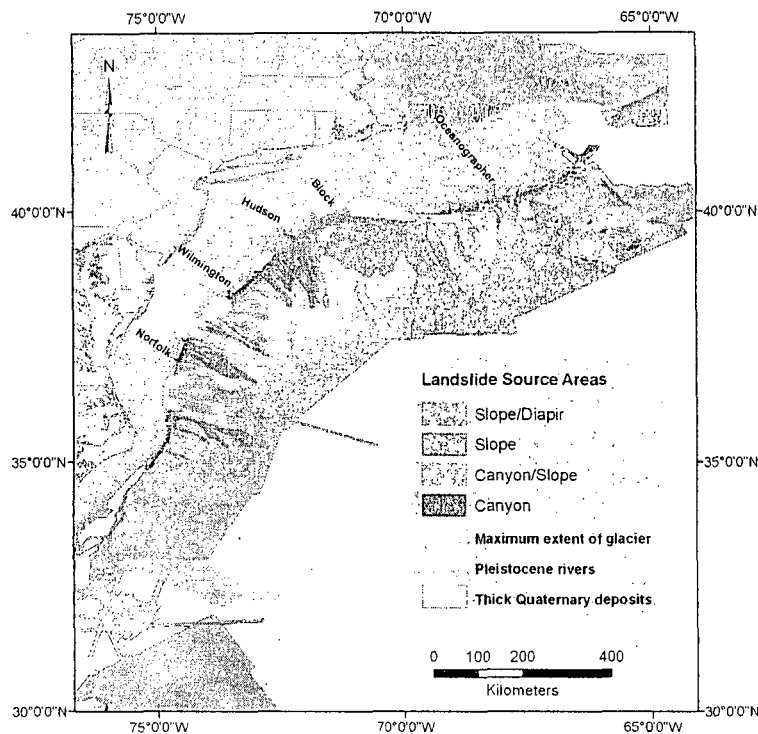 75°0'0"W 70°0'0"W 65°0'0"W
N
Oceanographer
Block
Hudson
40°0'0"N 40°0'0"N
Wilmington
Norfolk
Landslide Source Areas
Slope/Diapir
Slope
35°0'0"N 35°0'0"N
Canyon/Slope
Canyon
Maximum extent of glacier
Pleistocene rivers
Thick Quaternary deposits
0 100 200 400
Kilometers
30°0'0"N 30°0'0"N
75°0'0"W 70°0'0"W 65°0'0"W